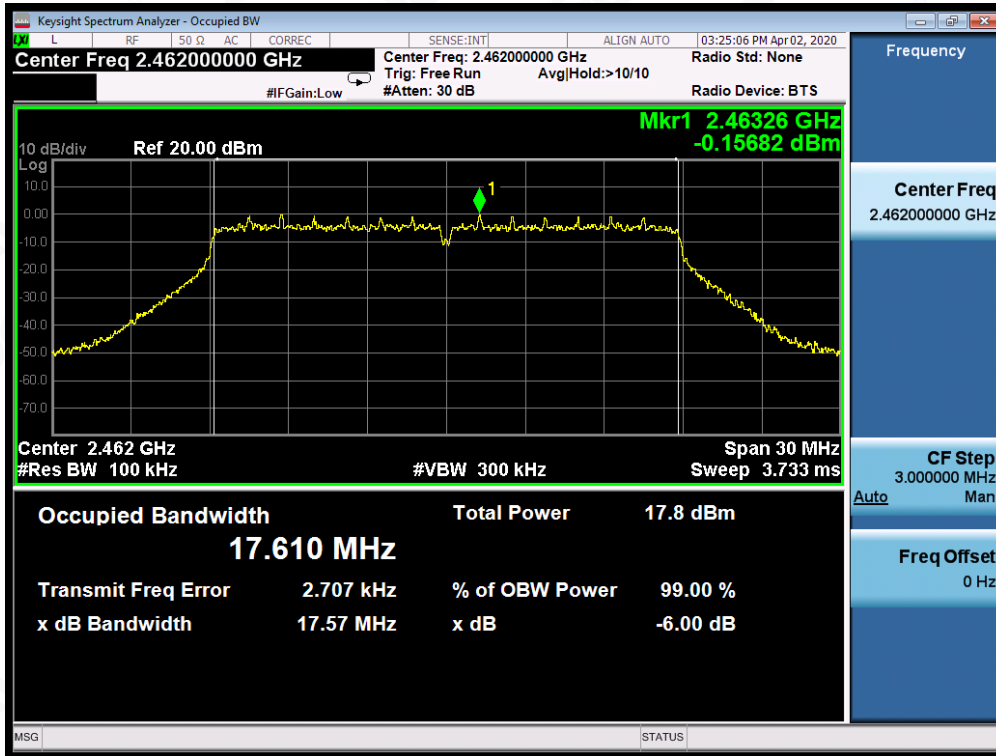 Keysight Spectrum Analyzer - Occupied BW
LXI L RF 50 Ω AC CORREC SENSE:INT ALIGN AUTO 03:25:06 PM Apr 02, 2020
Center Freq 2.462000000 GHz
Center Freq: 2.462000000 GHz Radio Std: None
Trig: Free Run Avg|Hold:>10/10
#IFGain:Low #Atten: 30 dB Radio Device: BTS
Frequency
Mkr1 2.46326 GHz
-0.15682 dBm
10 dB/div Ref 20.00 dBm
Log
10.0
1
0.00
-10.0
-20.0
-30.0
-40.0
-50.0
-60.0
-70.0
Center 2.462 GHz Span 30 MHz
#Res BW 100 kHz #VBW 300 kHz Sweep 3.733 ms
Center Freq
2.462000000 GHz
CF Step
3.000000 MHz
Auto Man
Freq Offset
0 Hz
Occupied Bandwidth Total Power 17.8 dBm
17.610 MHz
Transmit Freq Error 2.707 kHz % of OBW Power 99.00 %
x dB Bandwidth 17.57 MHz x dB -6.00 dB
MSG STATUS